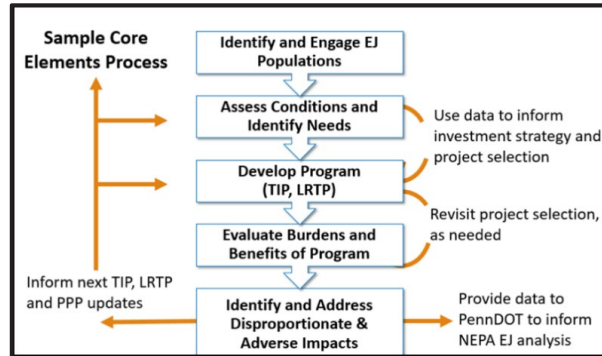 Sample Core
Elements Process
Identify and Engage EJ
Populations
Assess Conditions and
Identify Needs
Use data to inform
investment strategy and
project selection
Develop Program
(TIP, LRTP)
Revisit project selection,
as needed
Evaluate Burdens and
Benefits of Program
Inform next TIP, LRTP
and PPP updates
Identify and Address
Disproportionate &
Adverse Impacts
Provide data to
PennDOT to inform
NEPA EJ analysis